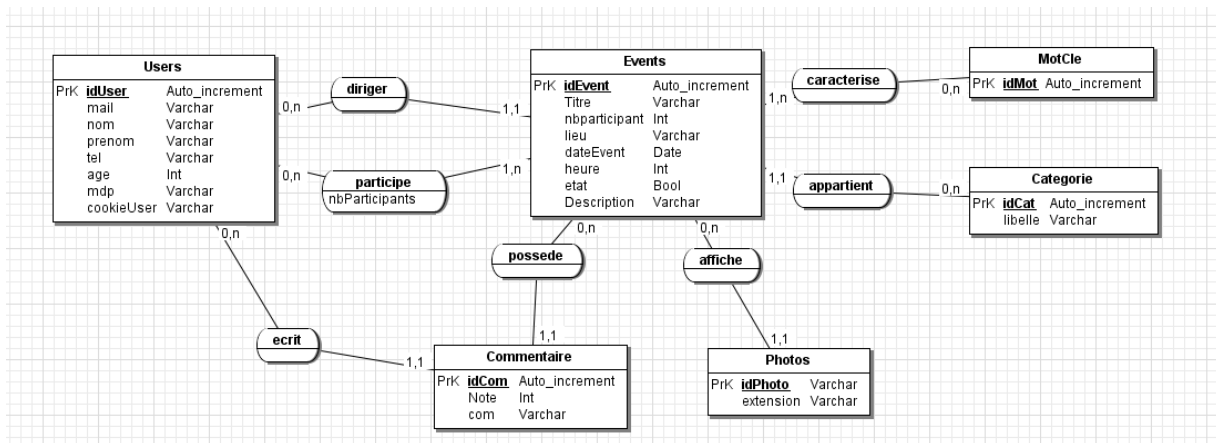 Users
PrK idUser Auto_increment
mail Varchar
nom Varchar
prenom Varchar
tel Varchar
age Int
mdp Varchar
cookieUser Varchar
0,n
diriger
1,1
0,n
participe
nbParticipants
1,n
Events
PrK idEvent Auto_increment
Titre Varchar
nbparticipant Int
lieu Varchar
dateEvent Date
heure Int
etat Bool
Description Varchar
1,n
caracterise
0,n
MotCle
PrK idMot Auto_increment
1,1
appartient
0,n
Categorie
PrK idCat Auto_increment
libelle Varchar
0,n
ecrit
1,1
0,n
possede
1,1
Commentaire
PrK idCom Auto_increment
Note Int
com Varchar
0,n
affiche
1,1
Photos
PrK idPhoto Varchar
extension Varchar